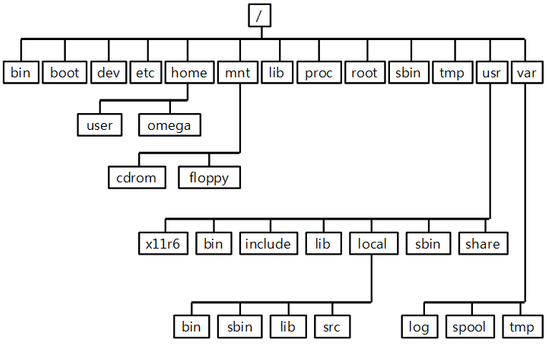 /
bin boot dev etc home mnt lib proc root sbin tmp usr var
user omega
cdrom floppy
x11r6 bin include lib local sbin share
bin sbin lib src log spool tmp